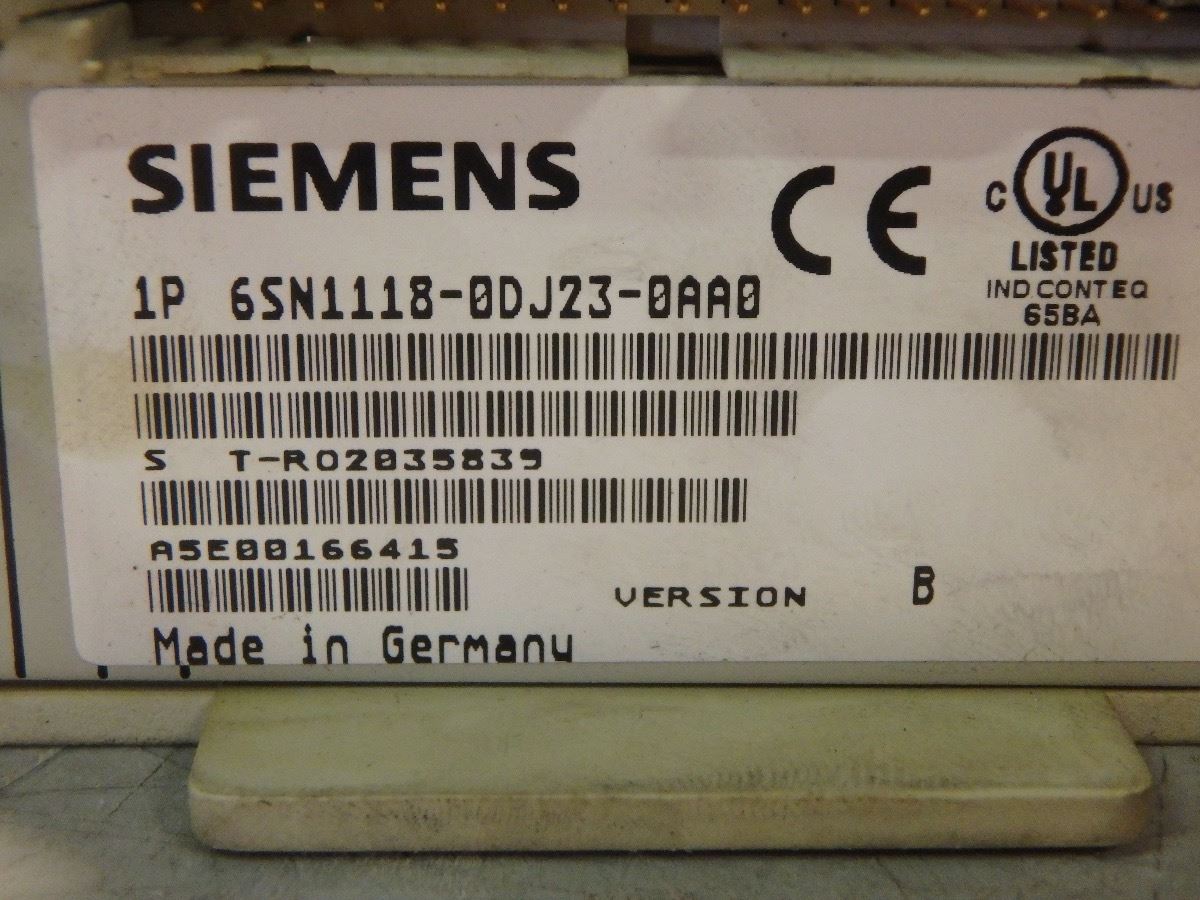 SIEMENS
CE
C UL US
LISTED
IND CONT EQ
65BA
1P 6SN1118-0DJ23-0AA0
S T-R02035839
A5E00166415
VERSION B
Made in Germany